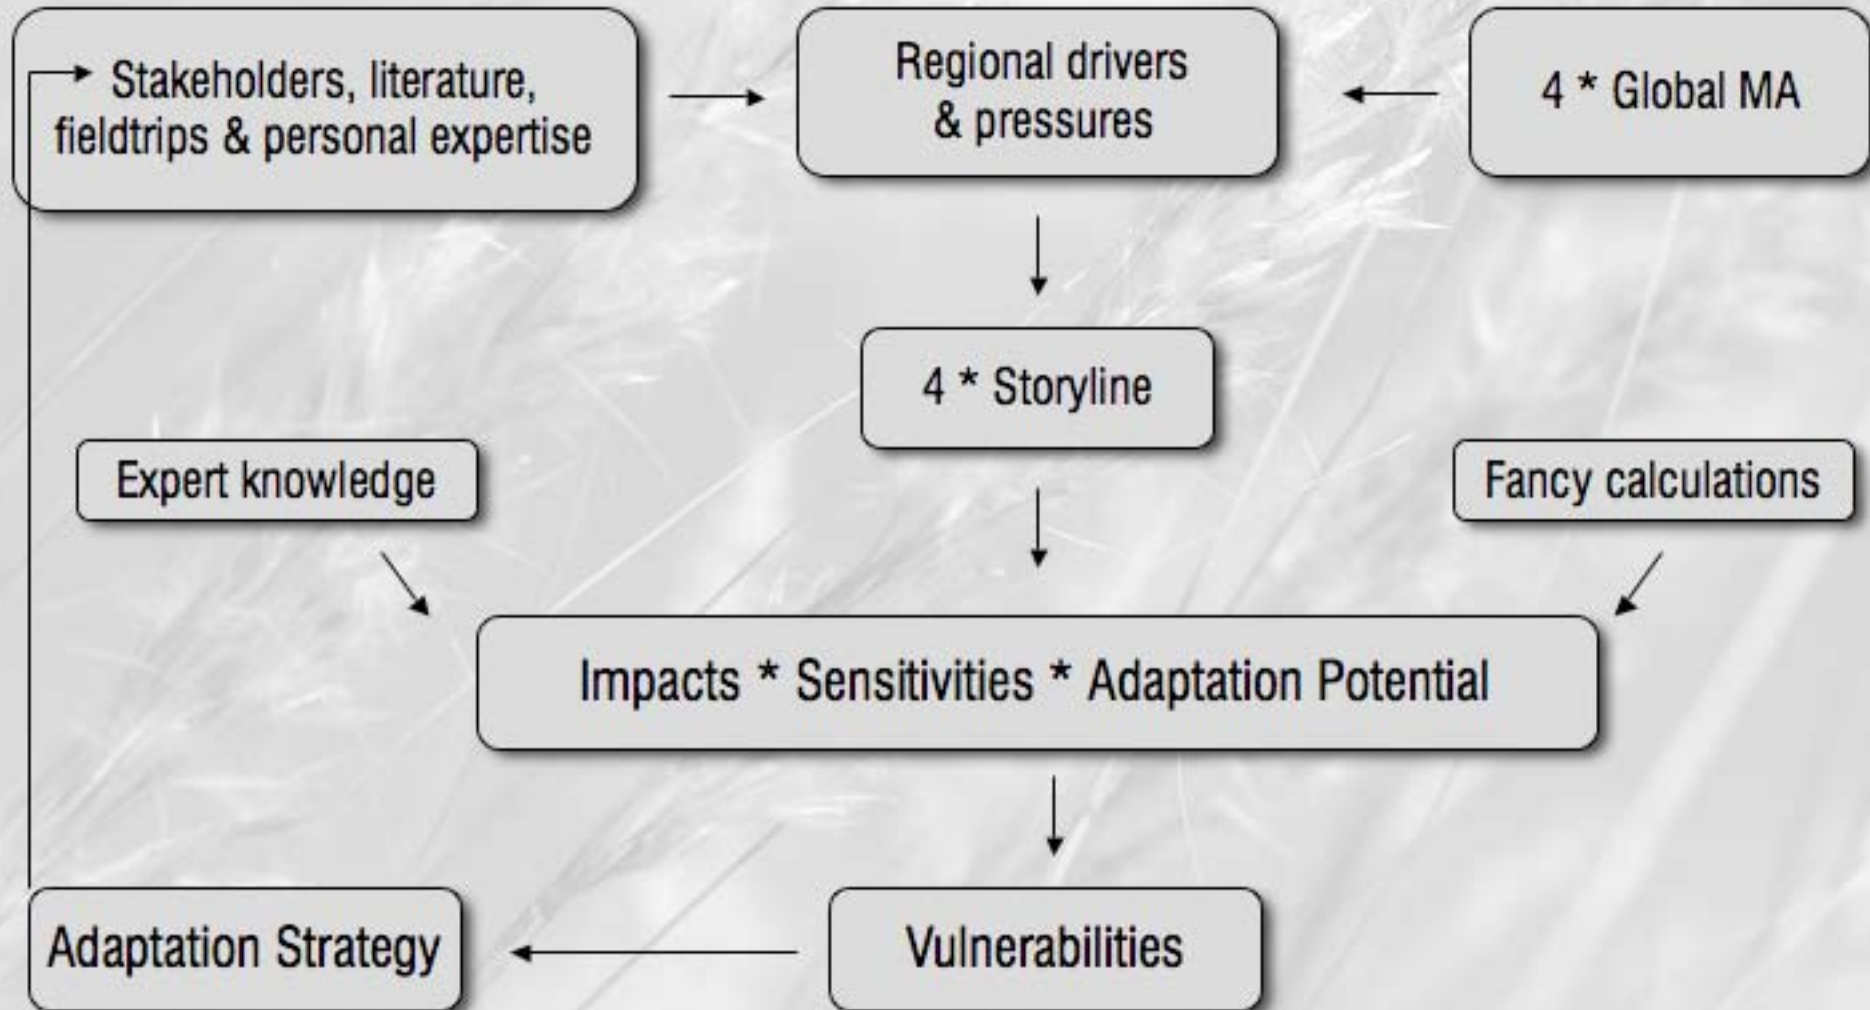 Stakeholders, literature,
fieldtrips & personal expertise
Regional drivers
& pressures
4 * Global MA
4 * Storyline
Expert knowledge
Fancy calculations
Impacts * Sensitivities * Adaptation Potential
Adaptation Strategy
Vulnerabilities